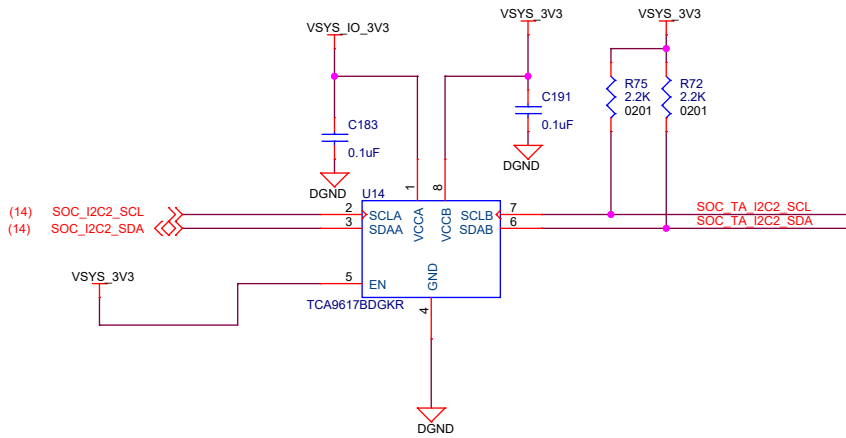 VSYS_IO_3V3
VSYS_3V3
VSYS_3V3
R75
2.2K
0201
R72
2.2K
0201
C183
0.1uF
DGND
C191
0.1uF
DGND
U14
1
8
VCCA
VCCB
(14) SOC_I2C2_SCL
2
SCLA
SCLB
7
SOC_TA_I2C2_SCL
(14) SOC_I2C2_SDA
3
SDAA
SDAB
6
SOC_TA_I2C2_SDA
VSYS_3V3
5
EN
GND
4
TCA9617BDGKR
DGND